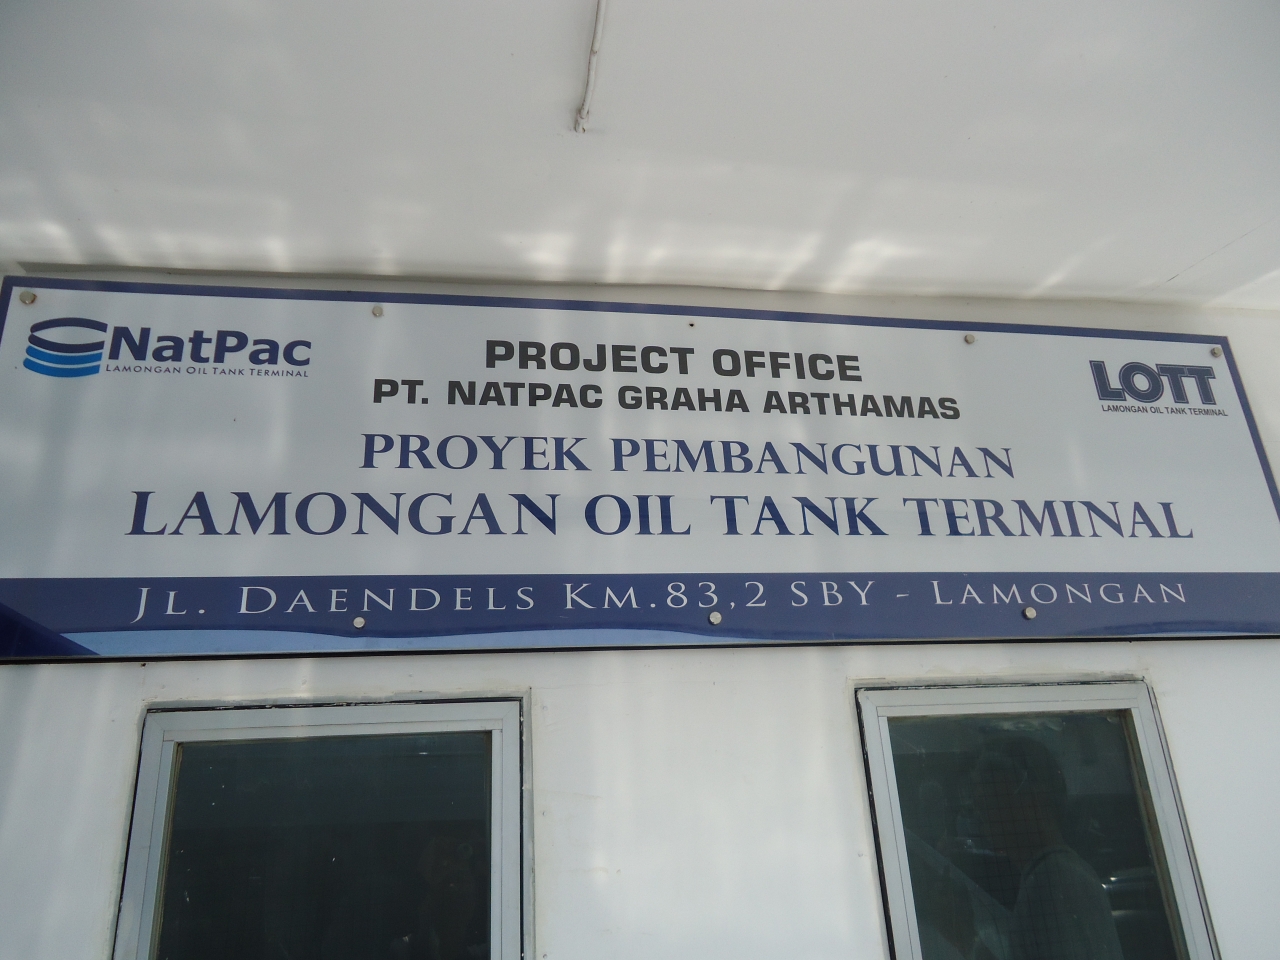 NatPac
LAMONGAN OIL TANK TERMINAL
PROJECT OFFICE
PT. NATPAC GRAHA ARTHAMAS
LOTT
LAMONGAN OIL TANK TERMINAL
PROYEK PEMBANGUNAN
LAMONGAN OIL TANK TERMINAL
JL. DAENDELS KM.83,2 SBY - LAMONGAN